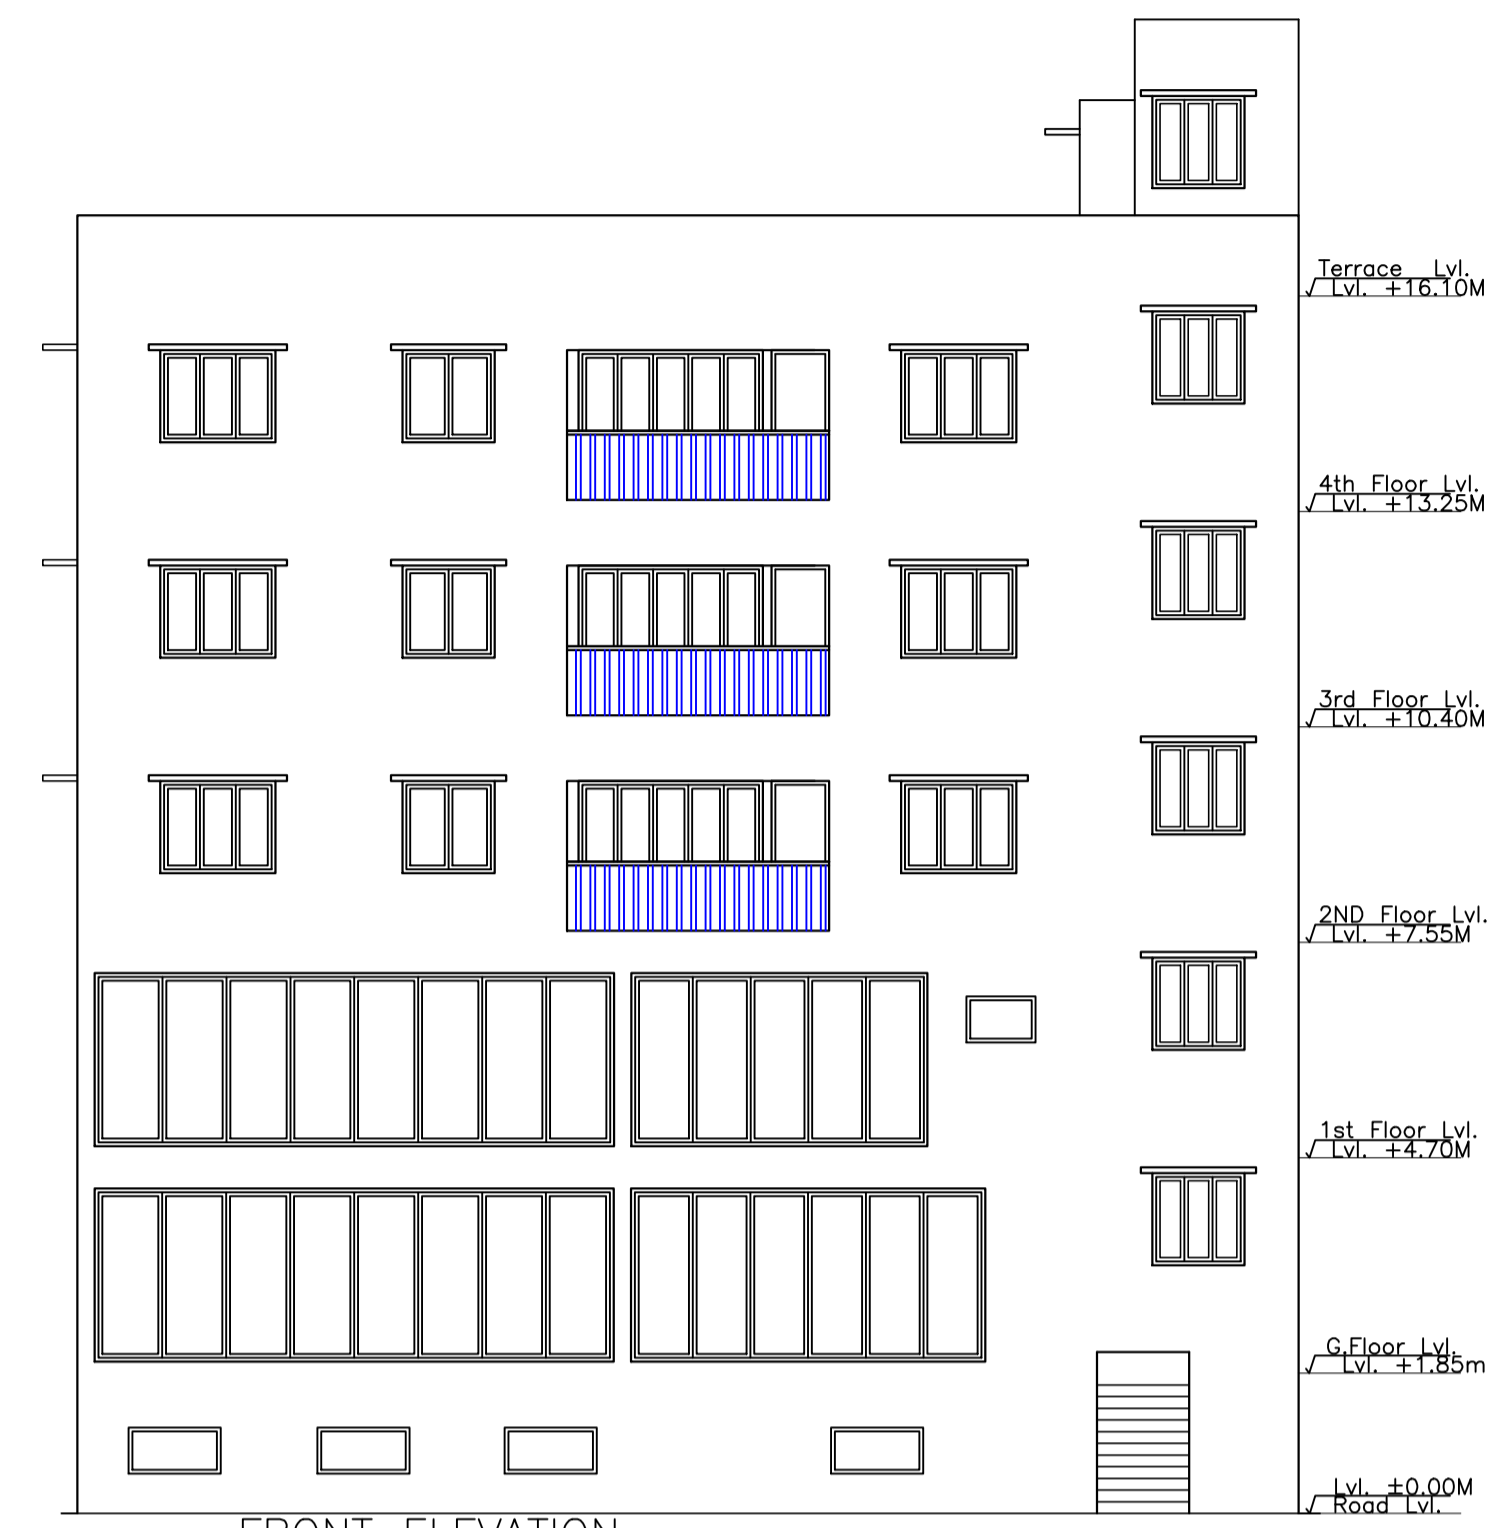 Terrace Lvl.
Lvl. +16.10M
4th Floor Lvl.
Lvl. +13.25M
3rd Floor Lvl.
Lvl. +10.40M
2ND Floor Lvl.
Lvl. +7.55M
1st Floor Lvl.
Lvl. +4.70M
G.Floor Lvl.
Lvl. +1.85m
Lvl. ±0.00M
Road Lvl.
FRONT ELEVATION